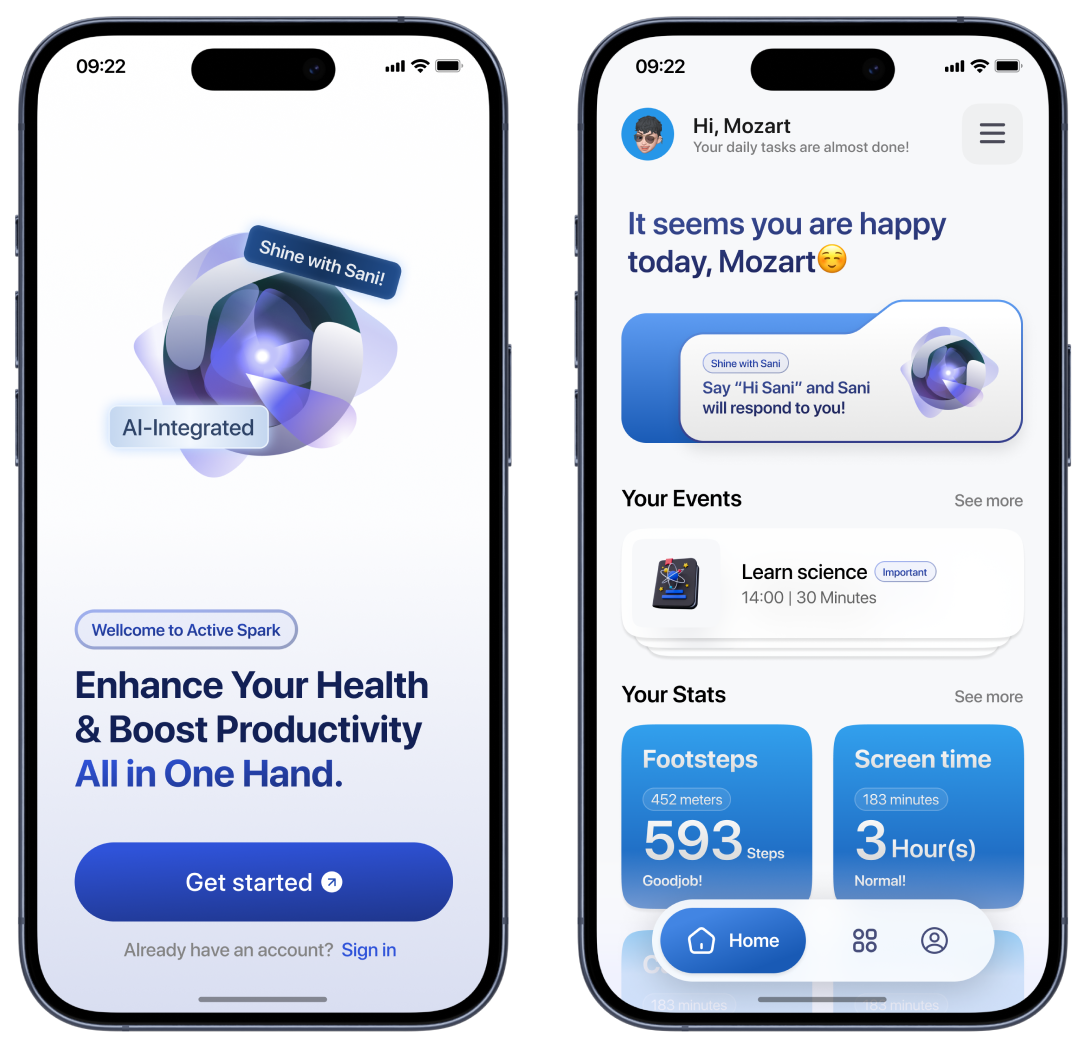 09:22
Shine with Sani!
AI-Integrated
Wellcome to Active Spark
Enhance Your Health
& Boost Productivity
All in One Hand.
Get started
Already have an account? Sign in
09:22
Hi, Mozart
Your daily tasks are almost done!
It seems you are happy
today, Mozart☺️
Shine with Sani
Say “Hi Sani” and Sani
will respond to you!
Your Events
See more
Learn science
Important
14:00 | 30 Minutes
Your Stats
See more
Footsteps
452 meters
593 Steps
Goodjob!
Screen time
183 minutes
3 Hour(s)
Normal!
Home
183 minutes
183 minutes